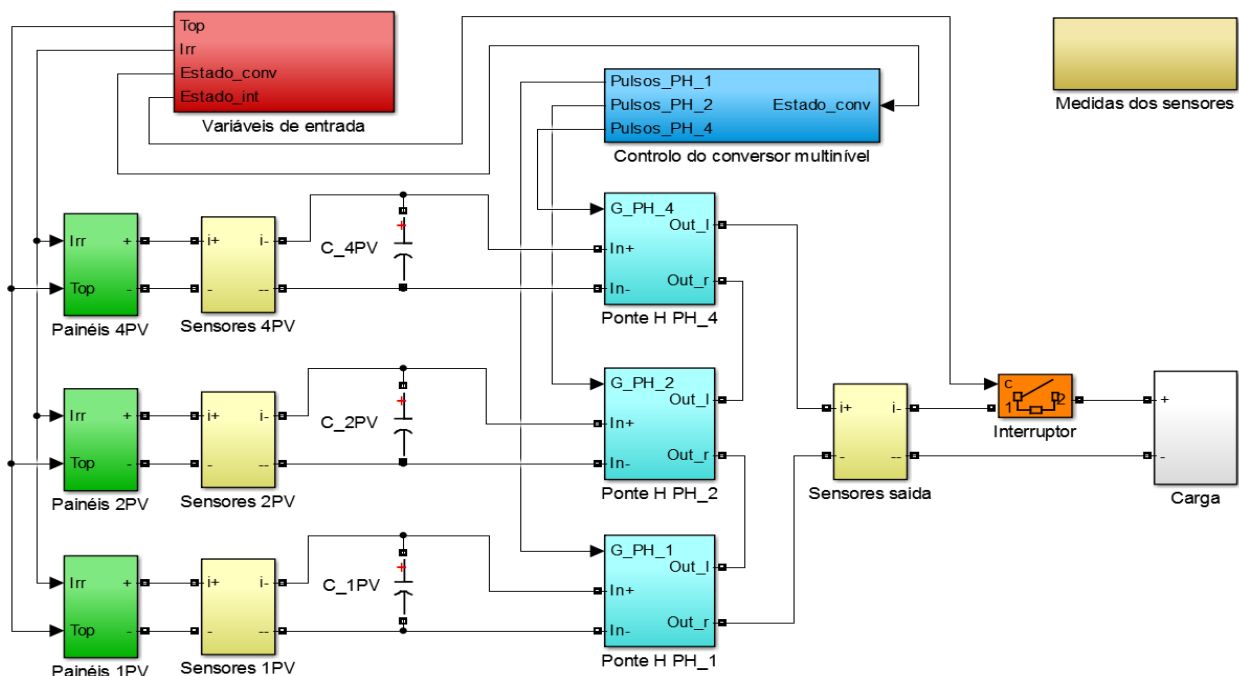 Top
Irr
Estado_conv
Estado_int
Variáveis de entrada
Pulsos_PH_1
Pulsos_PH_2
Pulsos_PH_4
Estado_conv
Controlo do conversor multinível
Medidas dos sensores
Irr
+
Top
-
Painéis 4PV
i+
i-
-
--
Sensores 4PV
+
C_4PV
G_PH_4
Out_l
In+
Out_r
In-
Ponte H PH_4
Irr
+
Top
-
Painéis 2PV
i+
i-
-
--
Sensores 2PV
+
C_2PV
G_PH_2
Out_l
In+
Out_r
In-
Ponte H PH_2
i+
i-
-
--
Sensores saida
c
1
2
Interruptor
+
-
Carga
Irr
+
Top
-
Painéis 1PV
i+
i-
-
--
Sensores 1PV
+
C_1PV
G_PH_1
Out_l
In+
Out_r
In-
Ponte H PH_1